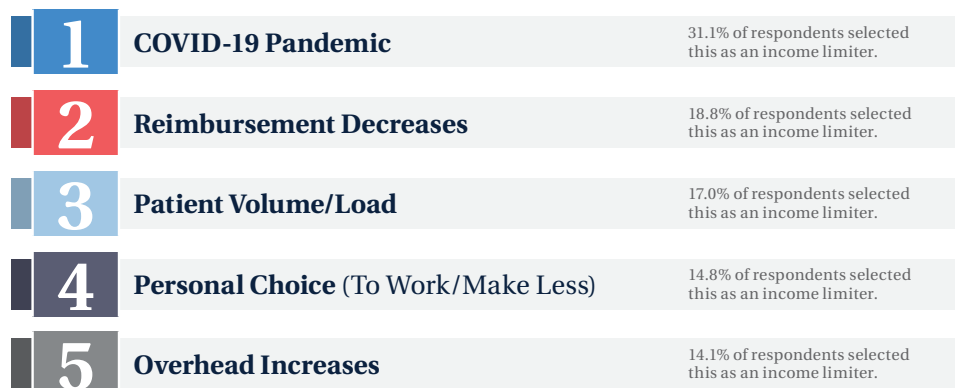 1
COVID-19 Pandemic
31.1% of respondents selected
this as an income limiter.
2
Reimbursement Decreases
18.8% of respondents selected
this as an income limiter.
3
Patient Volume/Load
17.0% of respondents selected
this as an income limiter.
4
Personal Choice (To Work/Make Less)
14.8% of respondents selected
this as an income limiter.
5
Overhead Increases
14.1% of respondents selected
this as an income limiter.